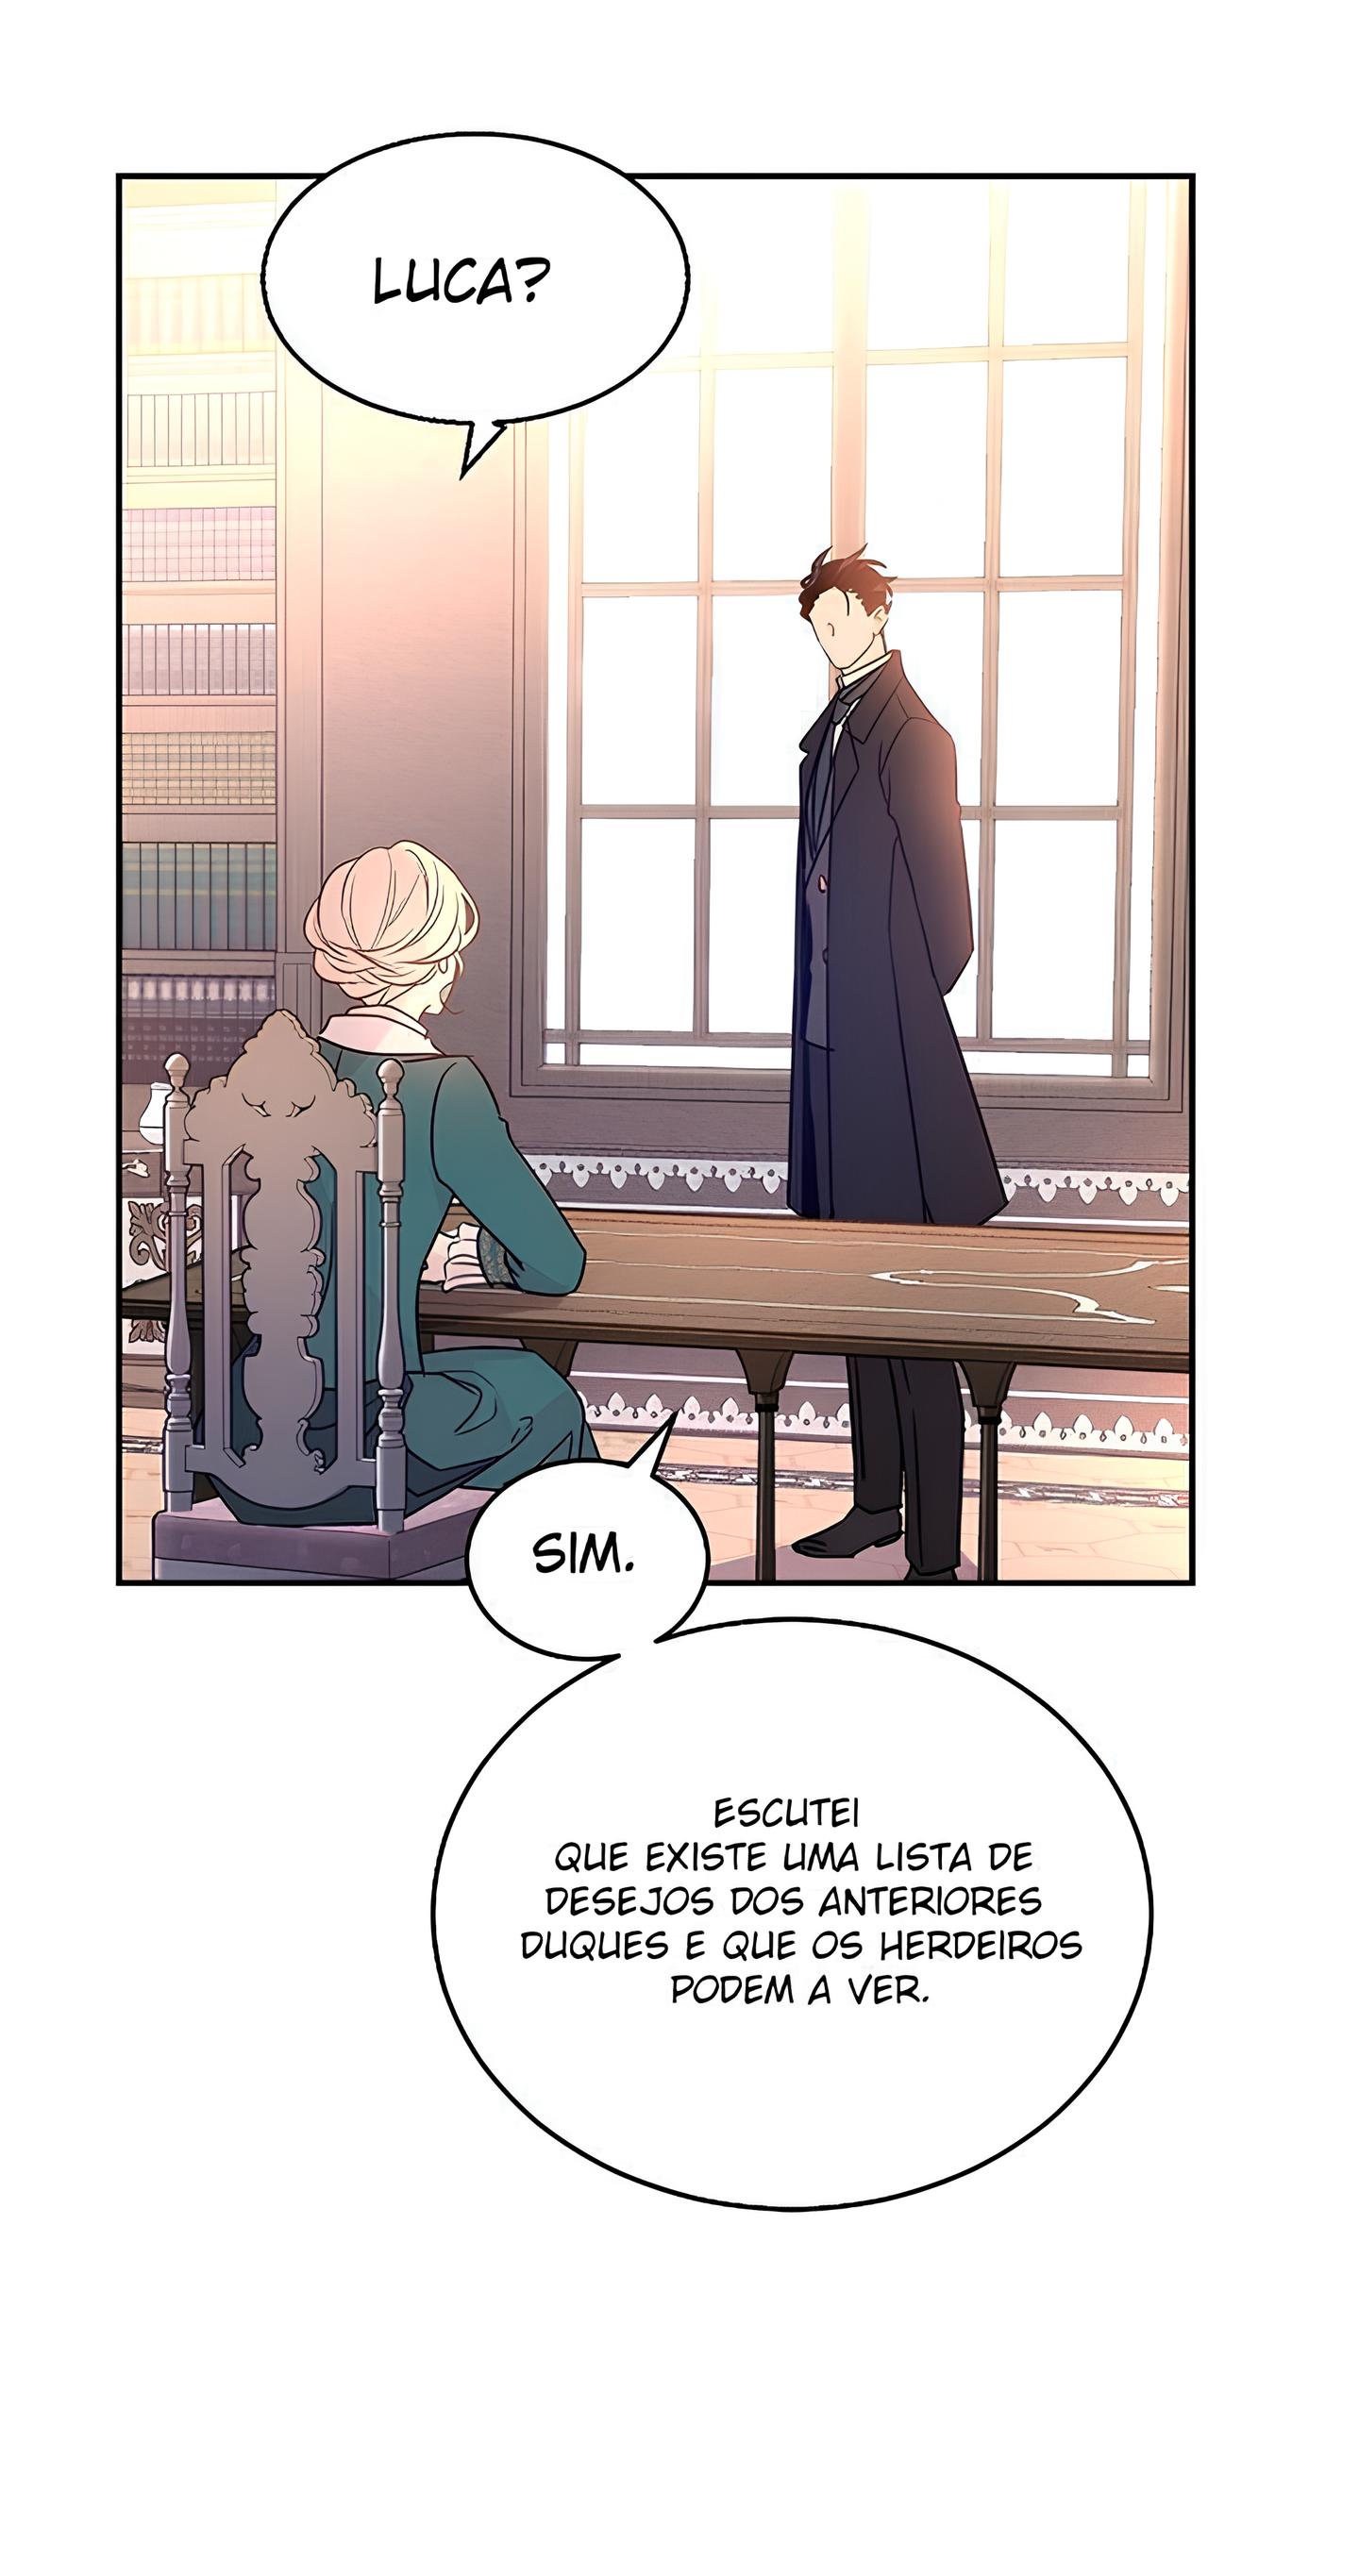 LUCA?
SIM.
ESCUTEI
QUE EXISTE UMA LISTA DE
DESEJOS DOS ANTERIORES
DUQUES E QUE OS HERDEIROS
PODEM A VER.